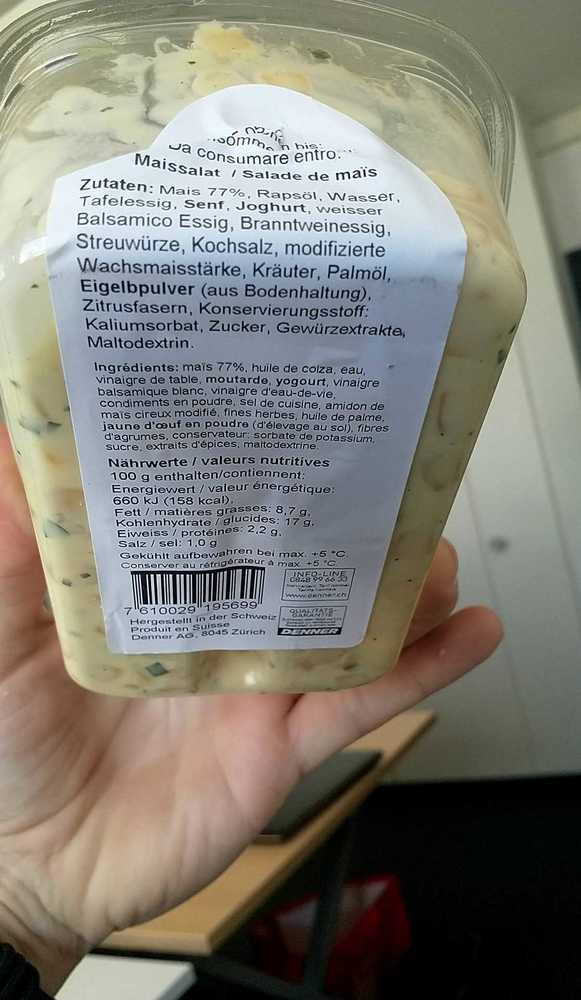 Da consumare entro:
Maissalat / Salade de maïs
Zutaten: Mais 77%, Rapsöl, Wasser,
Tafelessig, Senf, Joghurt, weisser
Balsamico Essig, Branntweinessig,
Streuwürze, Kochsalz, modifizierte
Wachsmaisstärke, Kräuter, Palmöl,
Eigelbpulver (aus Bodenhaltung),
Zitrusfasern, Konservierungsstoff:
Kaliumsorbat, Zucker, Gewürzextrakte,
Maltodextrin.
Ingrédients: maïs 77%, huile de colza, eau,
vinaigre de table, moutarde, yogourt, vinaigre
balsamique blanc, vinaigre d'eau-de-vie,
condiments en poudre, sel de cuisine, amidon de
maïs cireux modifié, fines herbes, huile de palme,
jaune d'œuf en poudre (d'élevage au sol), fibres
d'agrumes, conservateur: sorbate de potassium,
sucre, extraits d'épices, maltodextrine.
Nährwerte / valeurs nutritives
100 g enthalten/contiennent:
Energiewert / valeur énergétique:
660 kJ (158 kcal),
Fett / matières grasses: 8,7 g,
Kohlenhydrate / glucides: 17 g,
Eiweiss / protéines: 2,2 g,
Salz / sel: 1,0 g
Gekühlt aufbewahren bei max. +5 °C.
Conserver au réfrigérateur à max. +5 °C.
7 610029 195699
Hergestellt in der Schweiz
Produit en Suisse
Denner AG, 8045 Zürich
INFO-LINE
0848 99 66 33
www.denner.ch
QUALITÄTS-
GARANTIE
DENNER